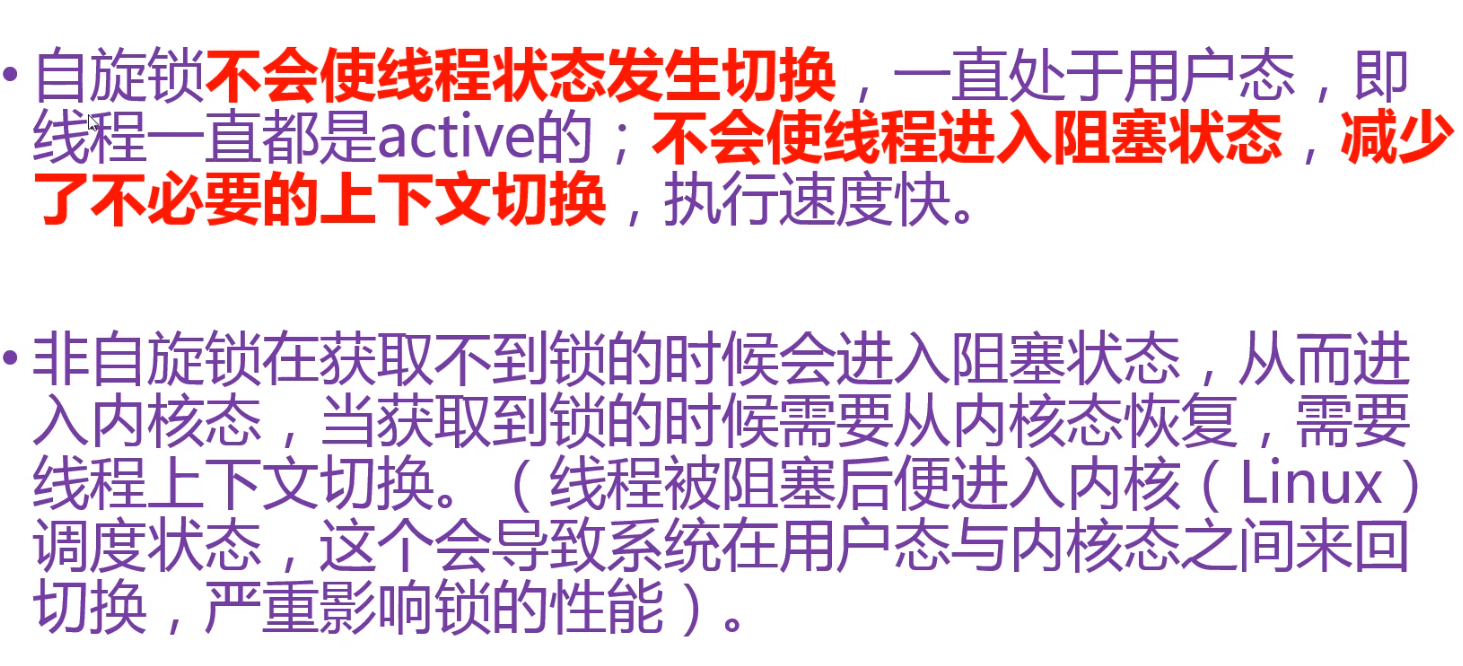 • 自旋锁不会使线程状态发生切换，一直处于用户态，即
线程一直都是active的；不会使线程进入阻塞状态，减少
了不必要的上下文切换，执行速度快。
• 非自旋锁在获取不到锁的时候会进入阻塞状态，从而进
入内核态，当获取到锁的时候需要从内核态恢复，需要
线程上下文切换。（线程被阻塞后便进入内核（Linux）
调度状态，这个会导致系统在用户态与内核态之间来回
切换，严重影响锁的性能）。